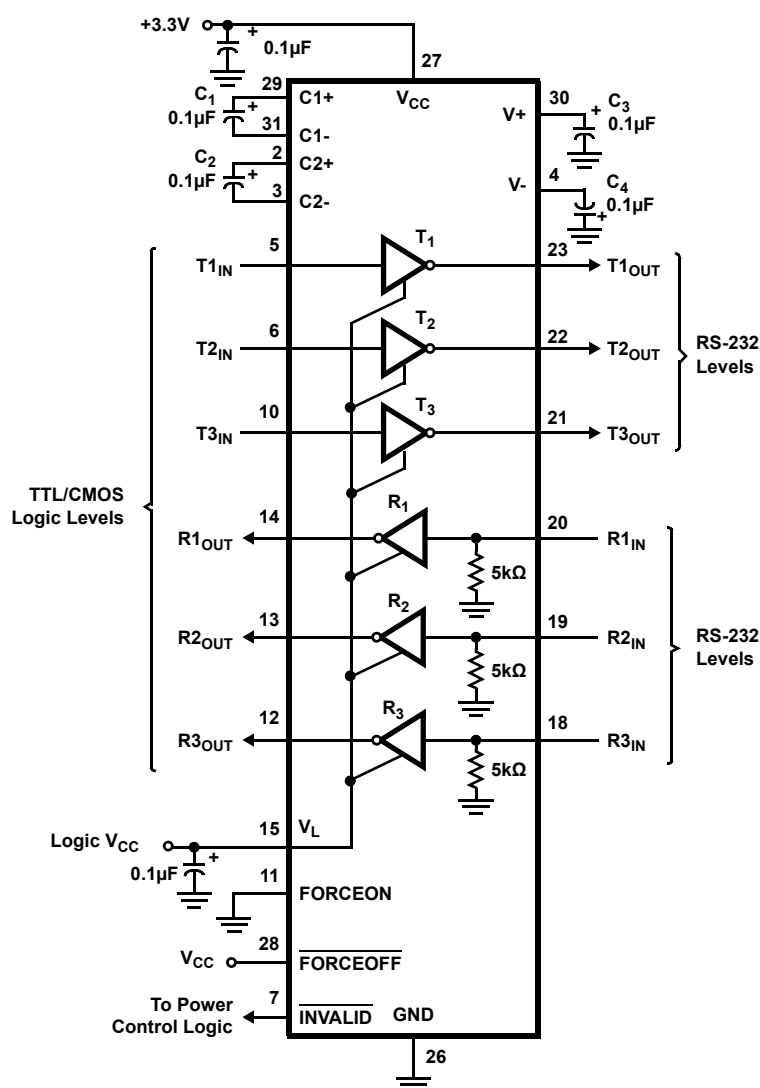 +3.3V
+
0.1µF
27
29
C1+
VCC
30
C1
0.1µF
+
V+
+
C3
0.1µF
31
C1-
2
C2+
C2
0.1µF
+
4
V-
C4
0.1µF
+
3
C2-
T1
5
23
T1IN
T1OUT
T2
6
22
T2IN
T2OUT
RS-232
Levels
T3
10
21
T3IN
T3OUT
TTL/CMOS
Logic Levels
R1
14
20
R1OUT
R1IN
5kΩ
R2
13
19
R2OUT
R2IN
RS-232
Levels
5kΩ
R3
12
18
R3OUT
R3IN
5kΩ
15
VL
Logic VCC
+
0.1µF
11
FORCEON
28
VCC
FORCEOFF
7
To Power
Control Logic
INVALID
GND
26